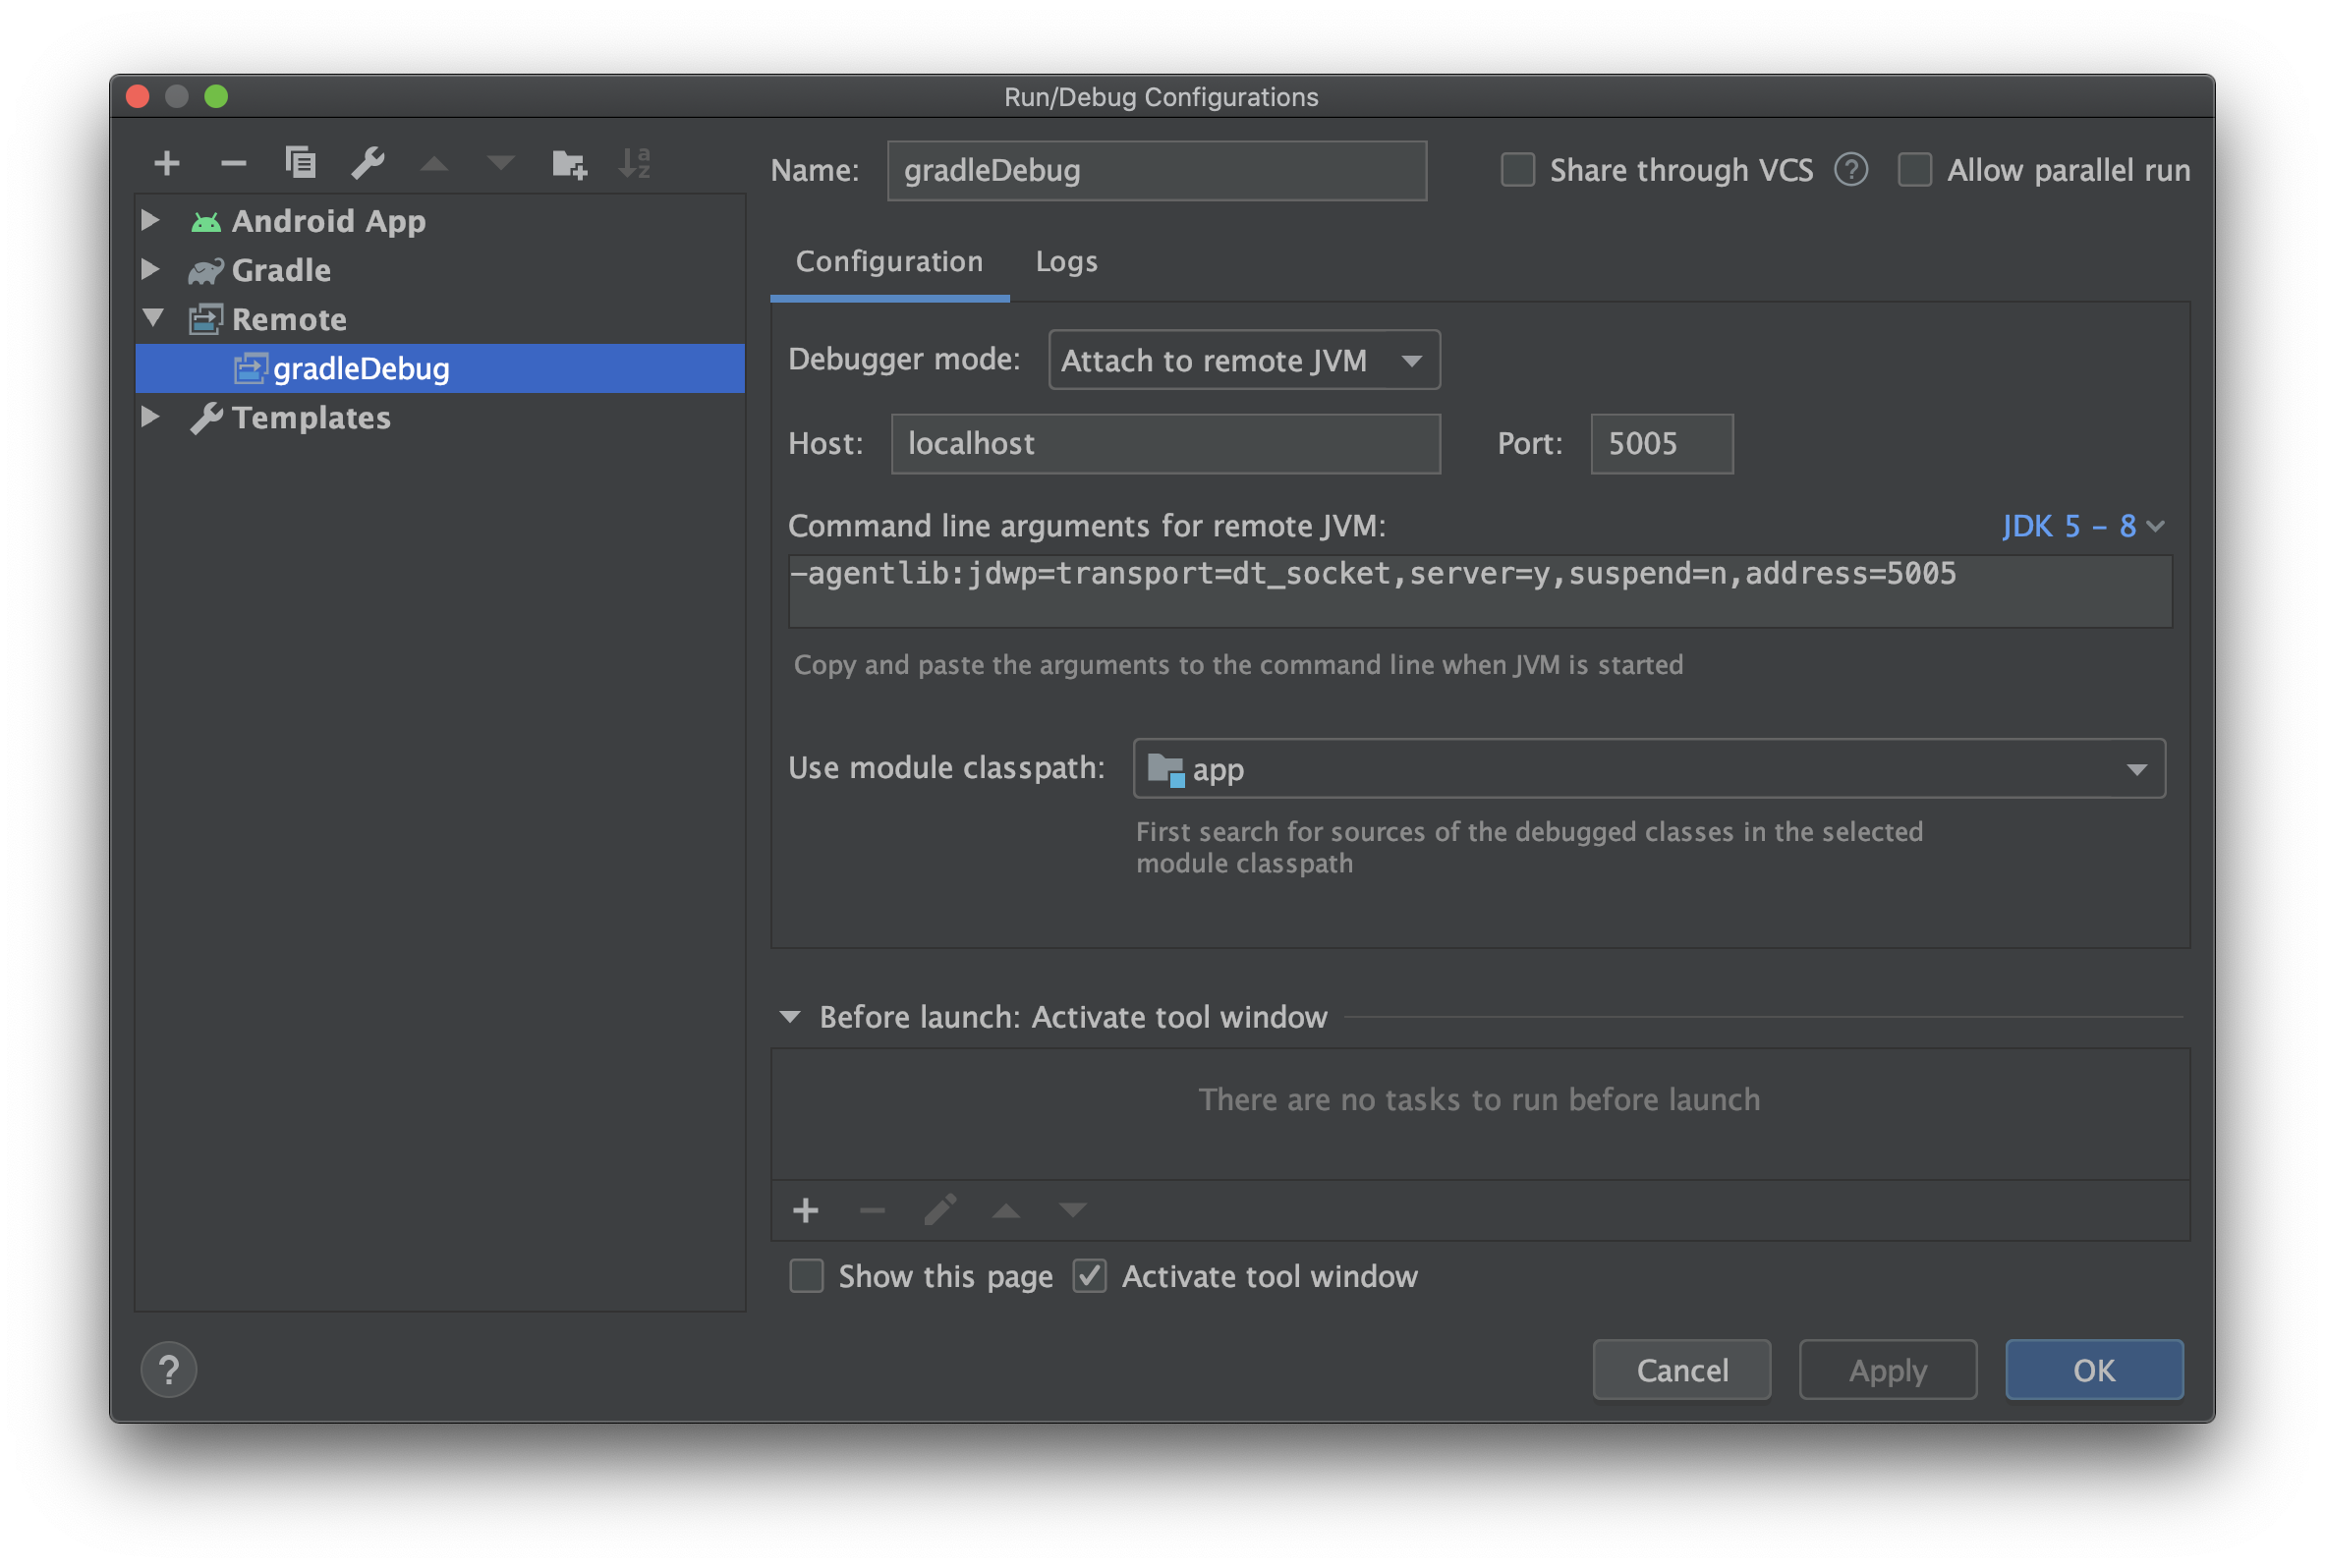 Run/Debug Configurations
Name: gradleDebug Share through VCS ? Allow parallel run
Android App
Gradle
Remote
gradleDebug
Templates
Configuration Logs
Debugger mode: Attach to remote JVM
Host: localhost Port: 5005
Command line arguments for remote JVM: JDK 5 - 8
-agentlib:jdwp=transport=dt_socket,server=y,suspend=n,address=5005
Copy and paste the arguments to the command line when JVM is started
Use module classpath: app
First search for sources of the debugged classes in the selected
module classpath
Before launch: Activate tool window
There are no tasks to run before launch
Show this page Activate tool window
? Cancel Apply OK